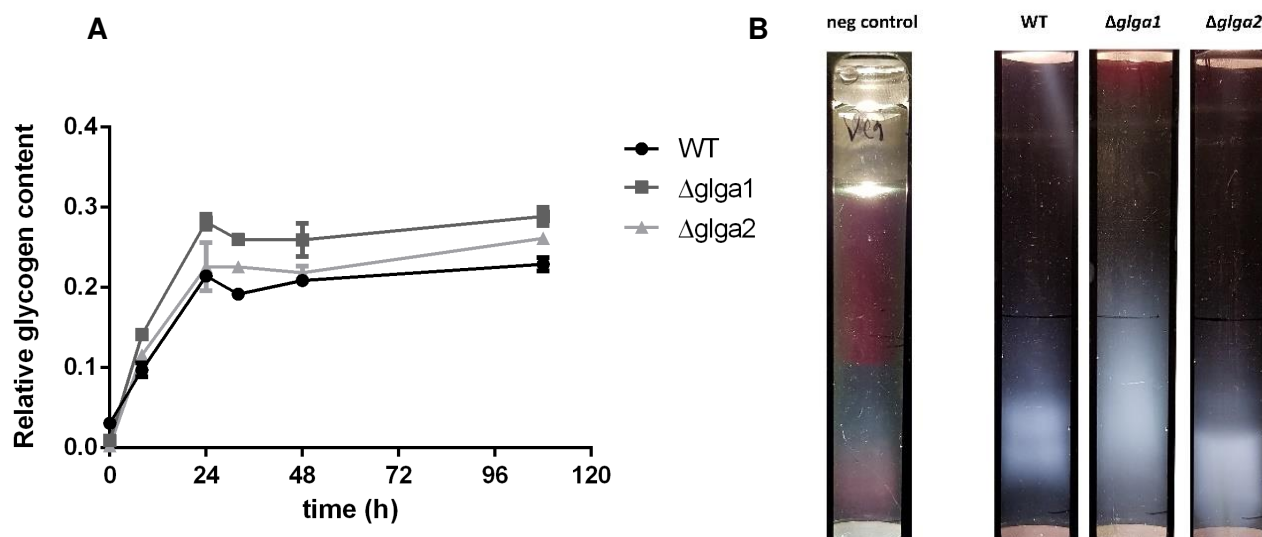 A
Relative glycogen content
0.4
0.3
0.2
0.1
0.0
0
24
48
72
96
120
time (h)
WT
Δglga1
Δglga2
B
neg control
WT
Δglga1
Δglga2